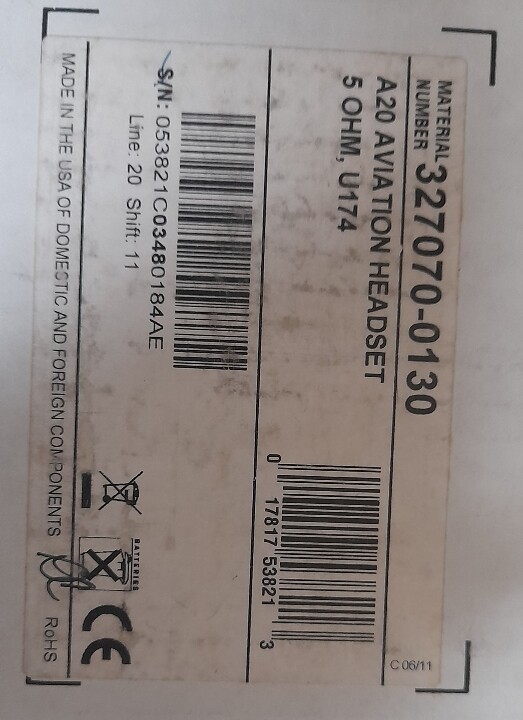 MATERIAL NUMBER 327070-0130
A20 AVIATION HEADSET
5 OHM, U174
0 17817 53821 3
S/N: 053821C03480184AE
Line: 20 Shift: 11
BATTERIES
MADE IN THE USA OF DOMESTIC AND FOREIGN COMPONENTS
RoHS
C 06/11